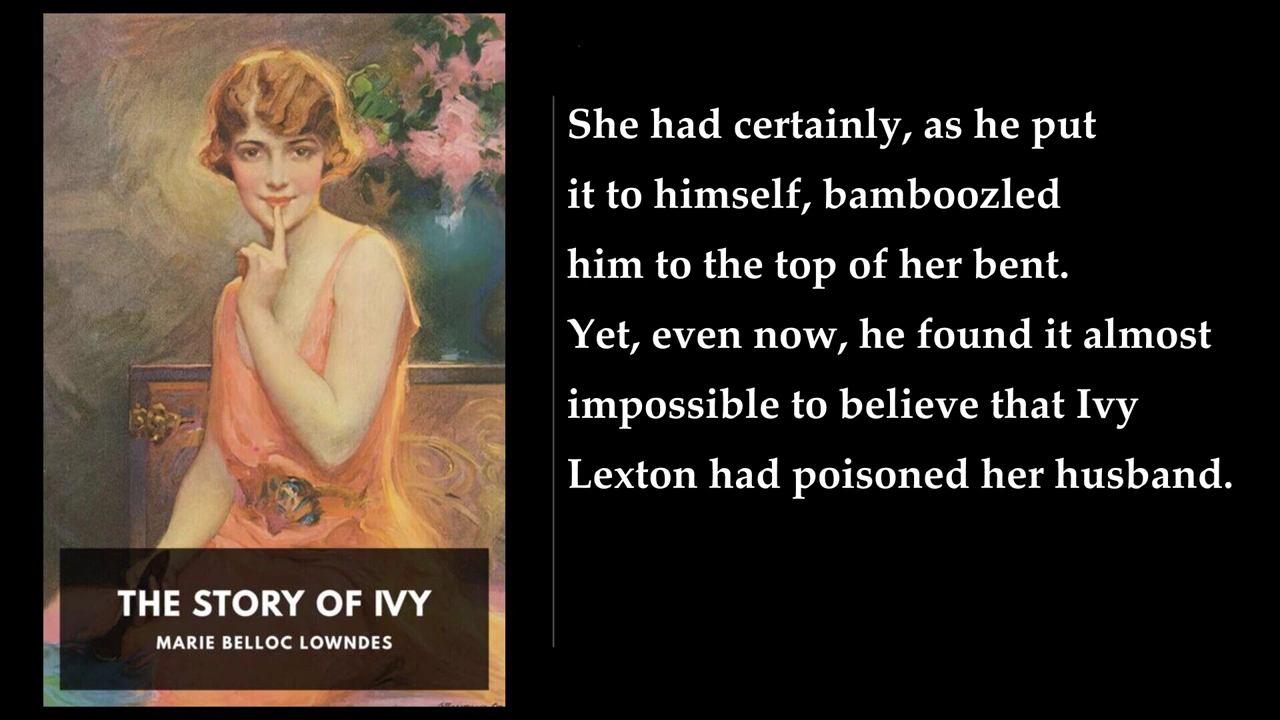 She had certainly, as he put
it to himself, bamboozled
him to the top of her bent.
Yet, even now, he found it almost
impossible to believe that Ivy
Lexton had poisoned her husband.
THE STORY OF IVY
MARIE BELLOC LOWNDES